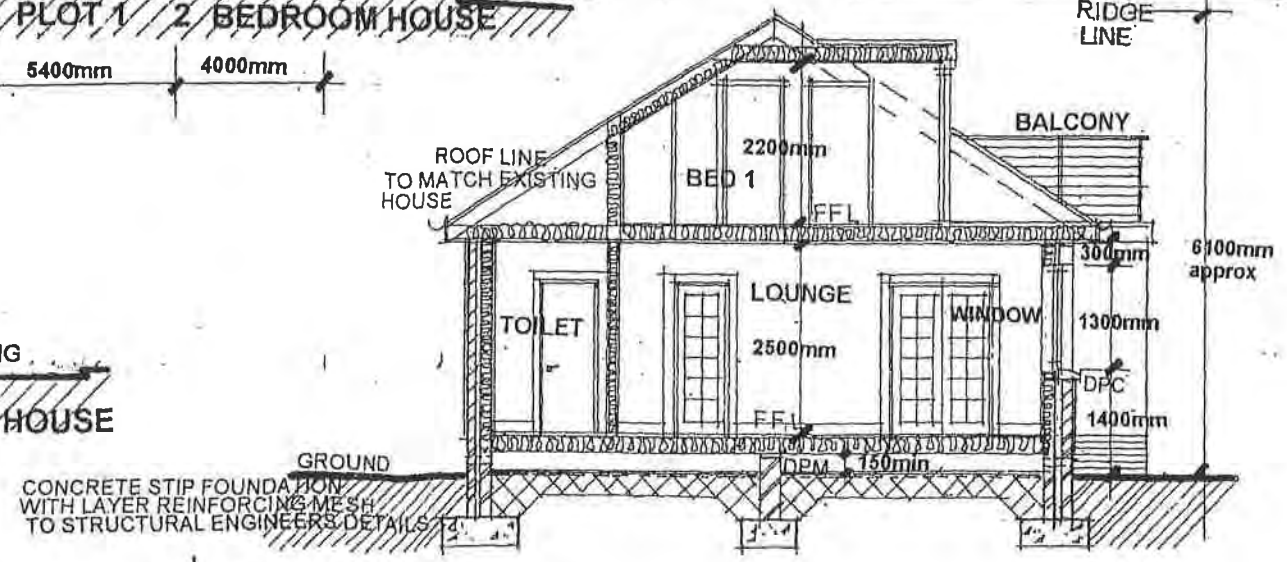 PLOT 1 2 BEDROOM HOUSE
RIDGE
LINE
5400mm
4000mm
BALCONY
ROOF LINE
TO MATCH EXISTING
HOUSE
2200mm
BED 1
FFL
300mm
6100mm
approx
LOUNGE
TOILET
WINDOW
1300mm
2500mm
DPC
1400mm
HOUSE
FFL
GROUND
DPM
150min
CONCRETE STIP FOUNDATION
WITH LAYER REINFORCING MESH
TO STRUCTURAL ENGINEERS DETAILS